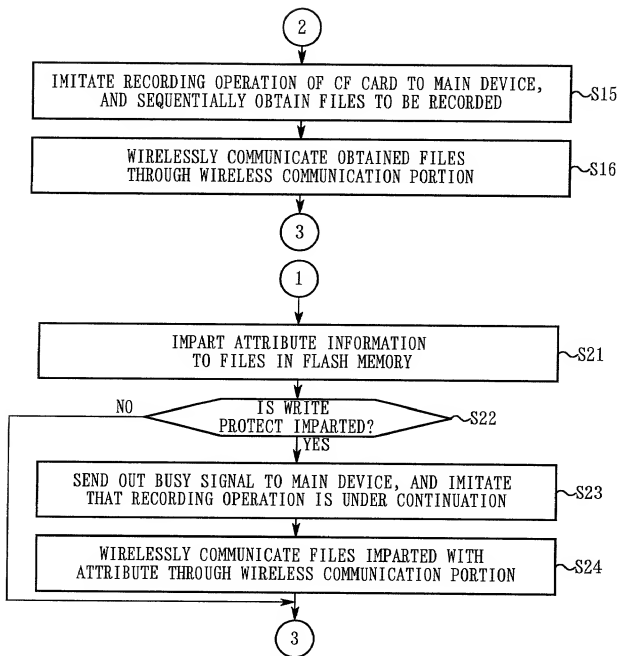 2
IMITATE RECORDING OPERATION OF CF CARD TO MAIN DEVICE,
AND SEQUENTIALLY OBTAIN FILES TO BE RECORDED
S15
WIRELESSLY COMMUNICATE OBTAINED FILES
THROUGH WIRELESS COMMUNICATION PORTION
S16
3
1
IMPART ATTRIBUTE INFORMATION
TO FILES IN FLASH MEMORY
S21
NO
IS WRITE
PROTECT IMPARTED?
S22
YES
SEND OUT BUSY SIGNAL TO MAIN DEVICE, AND IMITATE
THAT RECORDING OPERATION IS UNDER CONTINUATION
S23
WIRELESSLY COMMUNICATE FILES IMPARTED WITH
ATTRIBUTE THROUGH WIRELESS COMMUNICATION PORTION
S24
3